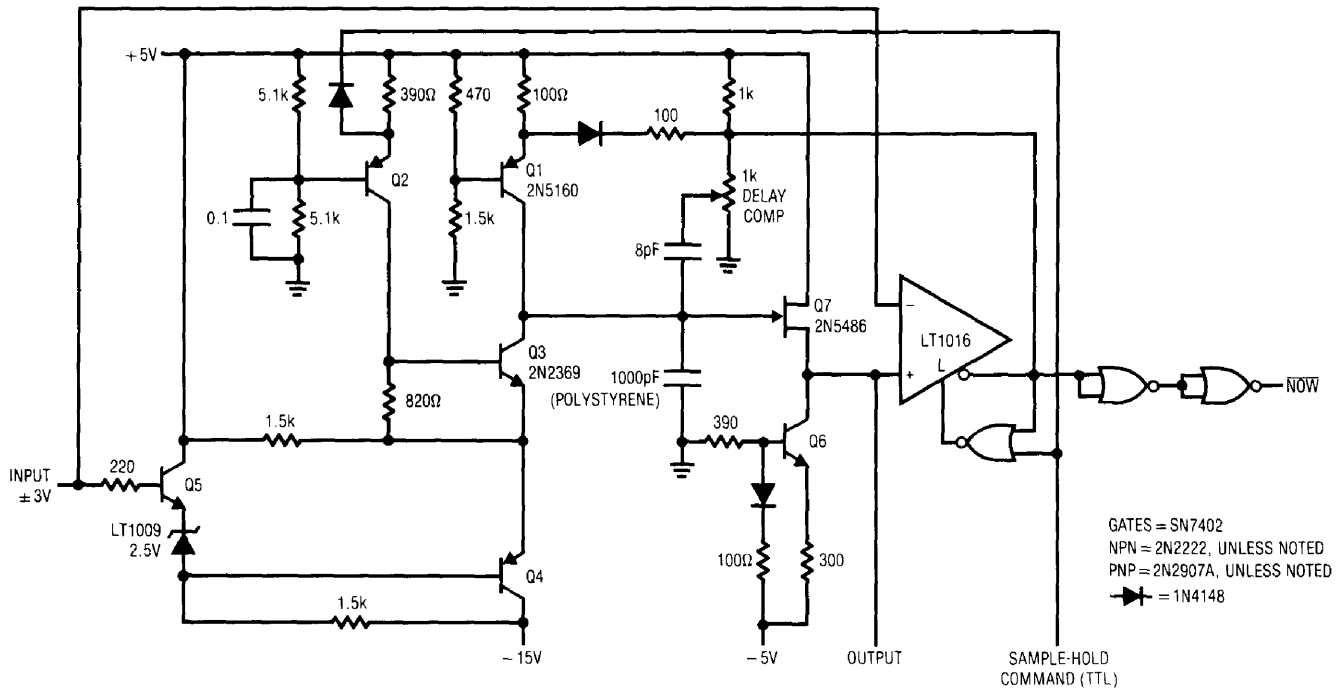 +5V
5.1k
390Ω
470
100Ω
1k
100
Q2
Q1
2N5160
1k
DELAY
COMP
0.1
5.1k
1.5k
8pF
Q7
2N5486
−
LT1016
L
+
Q3
2N2369
1000pF
(POLYSTYRENE)
820Ω
NOW
1.5k
390
Q6
INPUT
±3V
220
Q5
LT1009
2.5V
100Ω
300
Q4
1.5k
GATES = SN7402
NPN = 2N2222, UNLESS NOTED
PNP = 2N2907A, UNLESS NOTED
= 1N4148
−15V
−5V
OUTPUT
SAMPLE-HOLD
COMMAND (TTL)